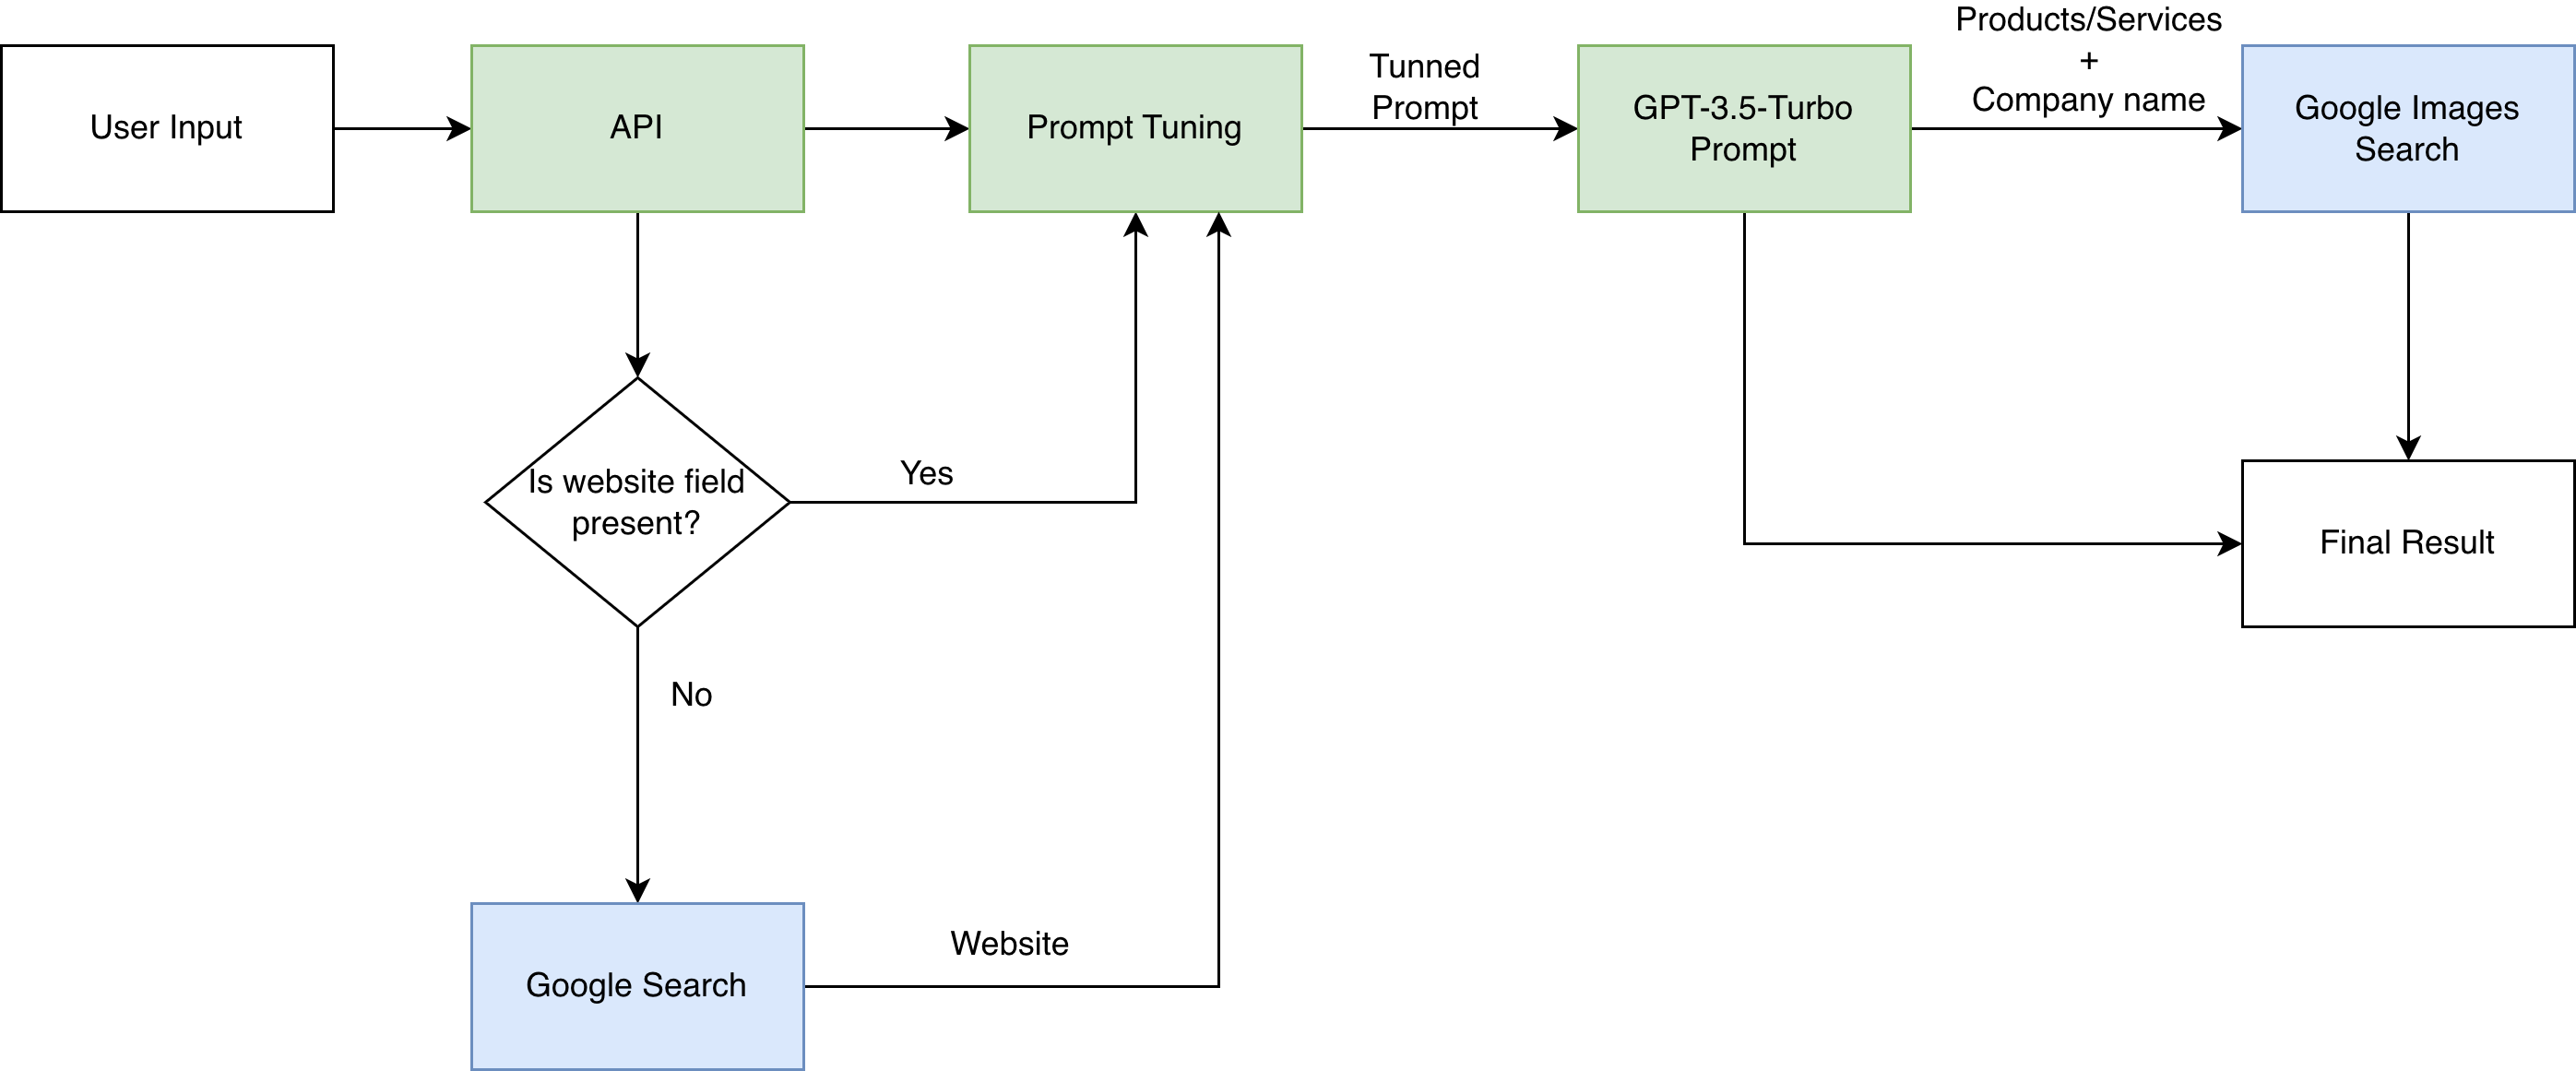 Products/Services
+
Company name
User Input
API
Prompt Tuning
Tunned
Prompt
GPT-3.5-Turbo
Prompt
Google Images
Search
Is website field
present?
Yes
Final Result
No
Website
Google Search